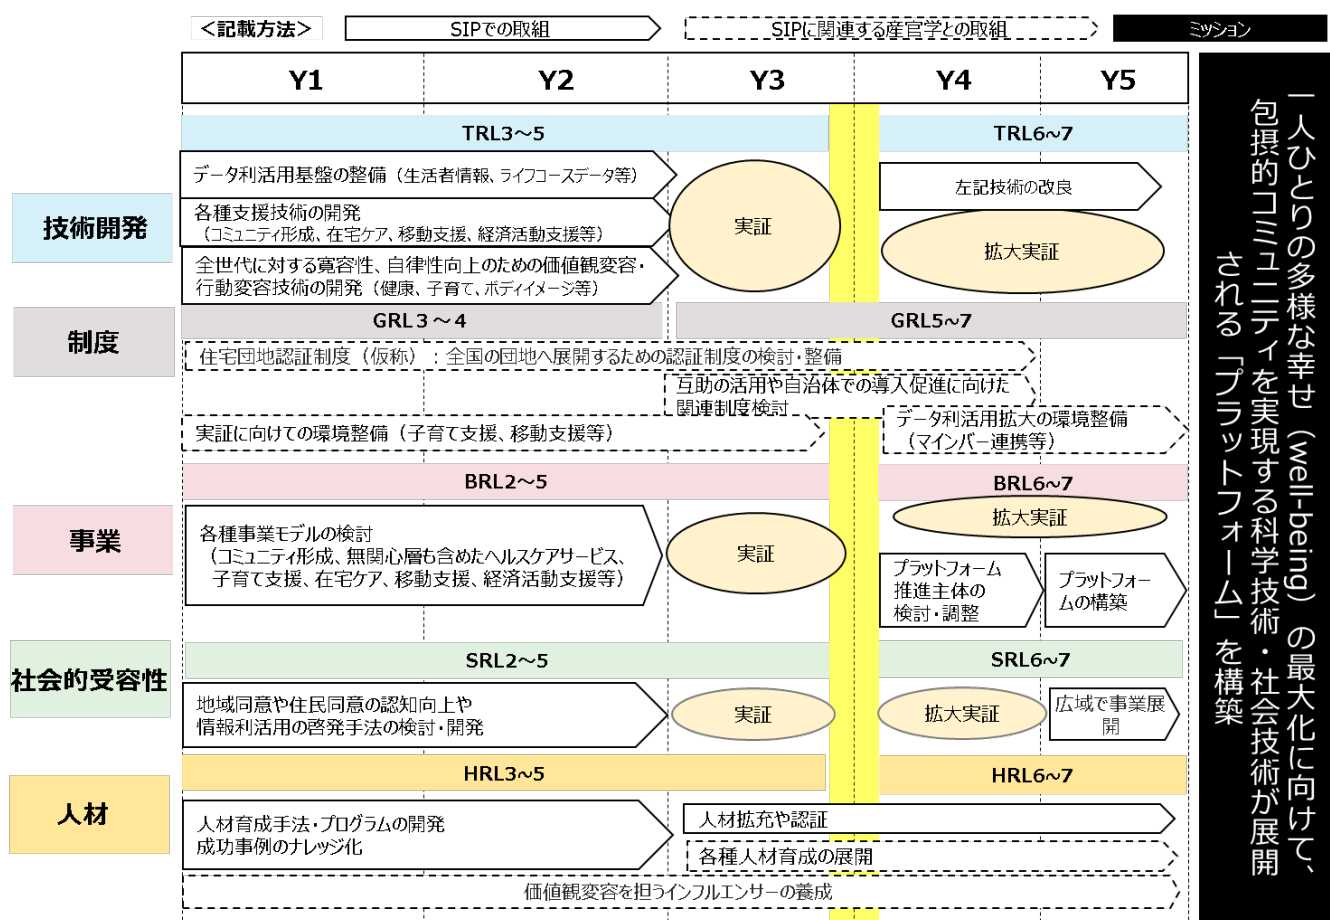 ＜記載方法＞
SIPでの取組
SIPに関連する産官学との取組
ミッション
Y1
Y2
Y3
Y4
Y5
TRL3～5
TRL6~7
技術開発
データ利活用基盤の整備（生活者情報、ライフコースデータ等）
各種支援技術の開発
（コミュニティ形成、在宅ケア、移動支援、経済活動支援等）
全世代に対する寛容性、自律性向上のための価値観変容・
行動変容技術の開発（健康、子育て、ボディイメージ等）
実証
左記技術の改良
拡大実証
制度
GRL3～4
GRL5~7
住宅団地認証制度（仮称）：全国の団地へ展開するための認証制度の検討・整備
互助の活用や自治体での導入促進に向けた
関連制度検討
実証に向けての環境整備（子育て支援、移動支援等）
データ利活用拡大の環境整備
（マインバー連携等）
事業
BRL2～5
BRL6~7
各種事業モデルの検討
（コミュニティ形成、無関心層も含めたヘルスケアサービス、
子育て支援、在宅ケア、移動支援、経済活動支援等）
実証
拡大実証
プラットフォーム
推進主体の
検討・調整
プラットフォー
ムの構築
社会的受容性
SRL2～5
SRL6~7
地域同意や住民同意の認知向上や
情報利活用の啓発手法の検討・開発
実証
拡大実証
広域で事業展
開
人材
HRL3~5
HRL6~7
人材育成手法・プログラムの開発
成功事例のナレッジ化
人材拡充や認証
各種人材育成の展開
価値観変容を担うインフルエンサーの養成
一人ひとりの多様な幸せ（well-being）の最大化に向けて、
包摂的コミュニティを実現する科学技術・社会技術が展開
される「プラットフォーム」を構築